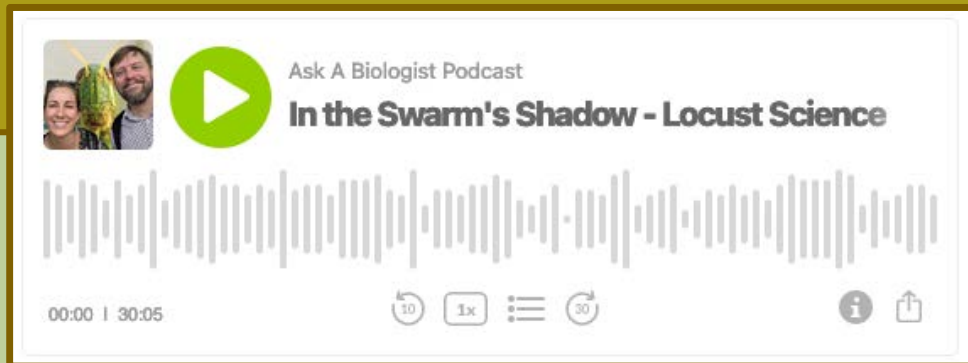 Ask A Biologist Podcast
In the Swarm's Shadow - Locust Science
00:00 | 30:05
10
1x
30
i